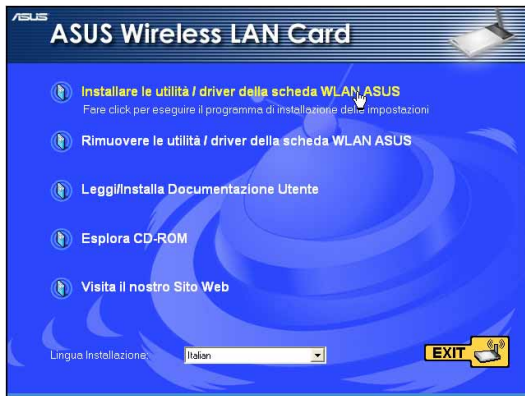 ASUS
ASUS Wireless LAN Card
Installare le utilità / driver della scheda WLAN ASUS
Fare click per eseguire il programma di installazione delle impostazioni
Rimuovere le utilità / driver della scheda WLAN ASUS
Leggi/Installa Documentazione Utente
Esplora CD-ROM
Visita il nostro Sito Web
Lingua Installazione: Italian
EXIT